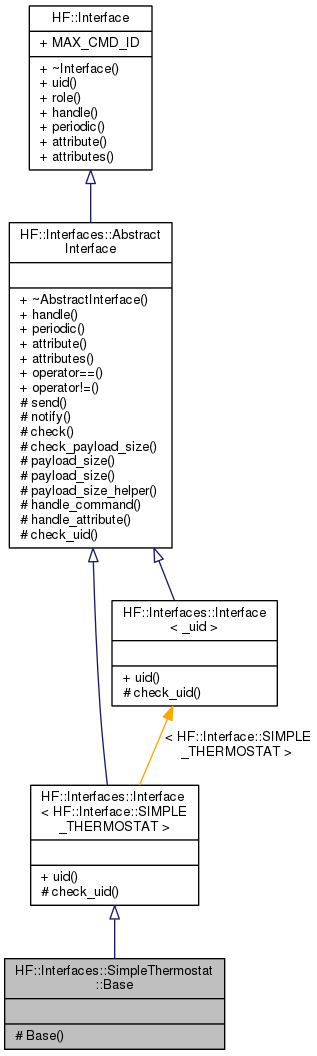 HF::Interface
+ MAX_CMD_ID
+ ~Interface()
+ uid()
+ role()
+ handle()
+ periodic()
+ attribute()
+ attributes()
HF::Interfaces::Abstract
Interface
+ ~AbstractInterface()
+ handle()
+ periodic()
+ attribute()
+ attributes()
+ operator==()
+ operator!=()
# send()
# notify()
# check()
# check_payload_size()
# payload_size()
# payload_size()
# payload_size_helper()
# handle_command()
# handle_attribute()
# check_uid()
HF::Interfaces::Interface
< _uid >
+ uid()
# check_uid()
< HF::Interface::SIMPLE
_THERMOSTAT >
HF::Interfaces::Interface
< HF::Interface::SIMPLE
_THERMOSTAT >
+ uid()
# check_uid()
HF::Interfaces::SimpleThermostat
::Base
# Base()